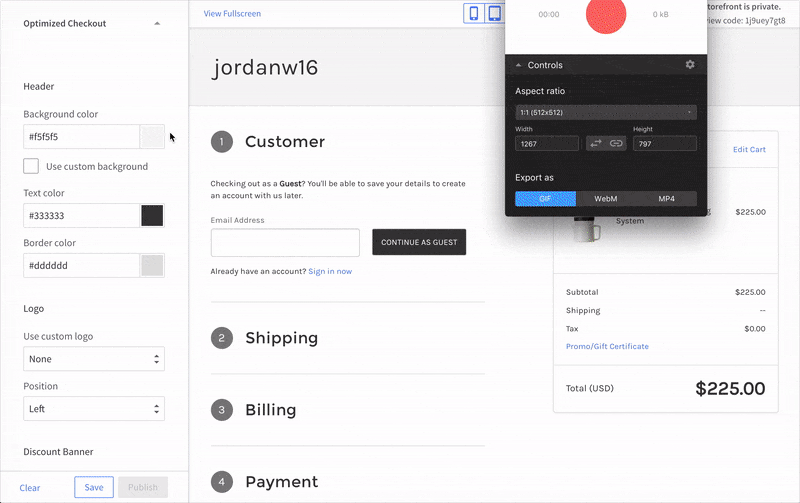 Optimized Checkout
Header
Background color
#f5f5f5
Use custom background
Text color
#333333
Border color
#dddddd
Logo
Use custom logo
None
Position
Left
Discount Banner
Clear
Save
Publish
View Fullscreen
torefront is private.
view code: 1j9uey7gt8
jordanw16
1
Customer
Checking out as a Guest? You'll be able to save your details to create
an account with us later.
Email Address
CONTINUE AS GUEST
Already have an account? Sign in now
2
Shipping
3
Billing
4
Payment
00:00
0 kB
Controls
Aspect ratio
1:1 (512x512)
Width
Height
1267
797
Export as
GIF
WebM
MP4
Edit Cart
$225.00
System
Subtotal
$225.00
Shipping
--
Tax
$0.00
Promo/Gift Certificate
Total (USD)
$225.00